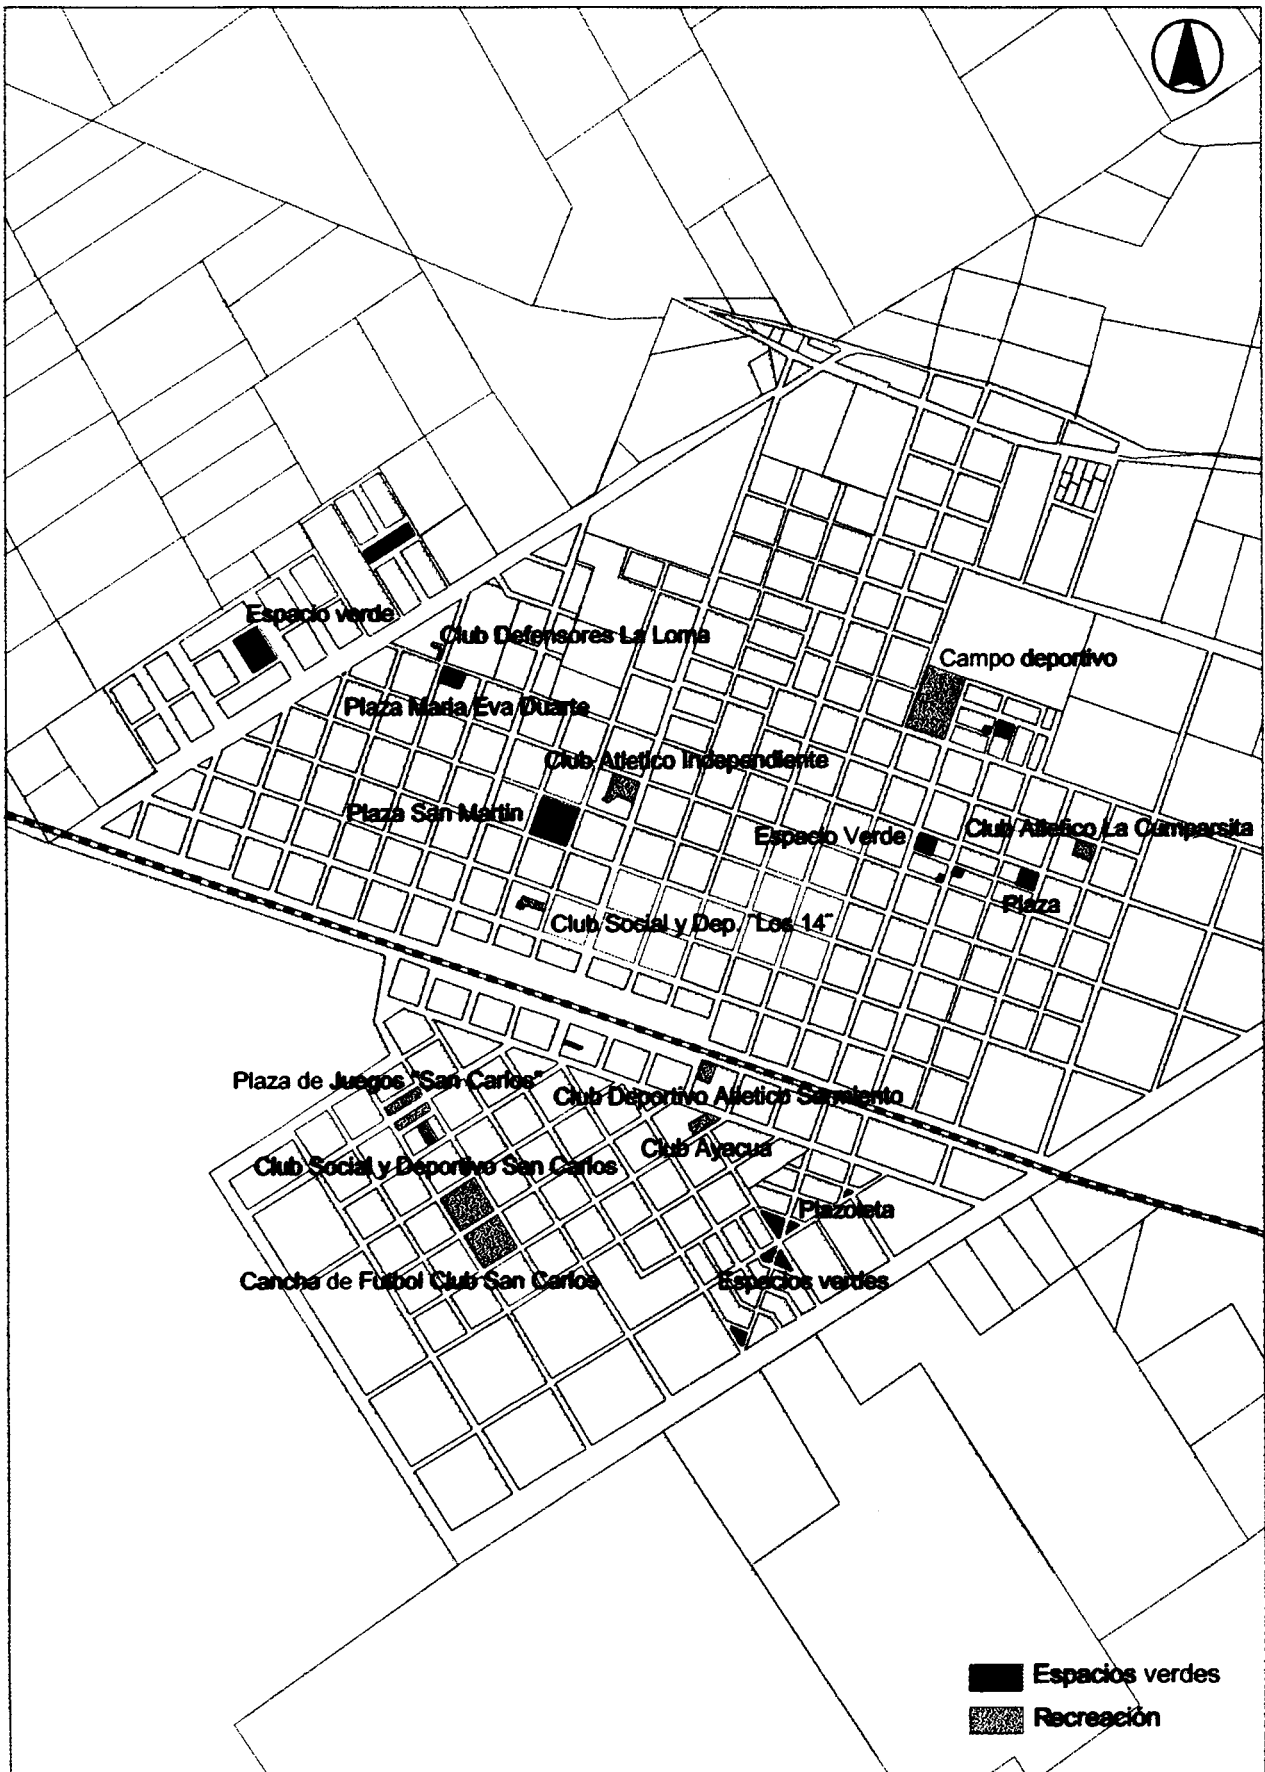 Espacio verde
Club Defensores La Loma
Campo deportivo
Plaza Maria Eva Duarte
Club Atletico Independiente
Plaza San Martin
Espacio Verde
Club Atletico La Cumparsita
Plaza
Club Social y Dep. ¨Los 14¨
Plaza de Juegos "San Carlos"
Club Deportivo Atletico Sarmiento
Club Ayacua
Club Social y Deportivo San Carlos
Plazoleta
Cancha de Futbol Club San Carlos
Espacios verdes
Espacios verdes
Recreación